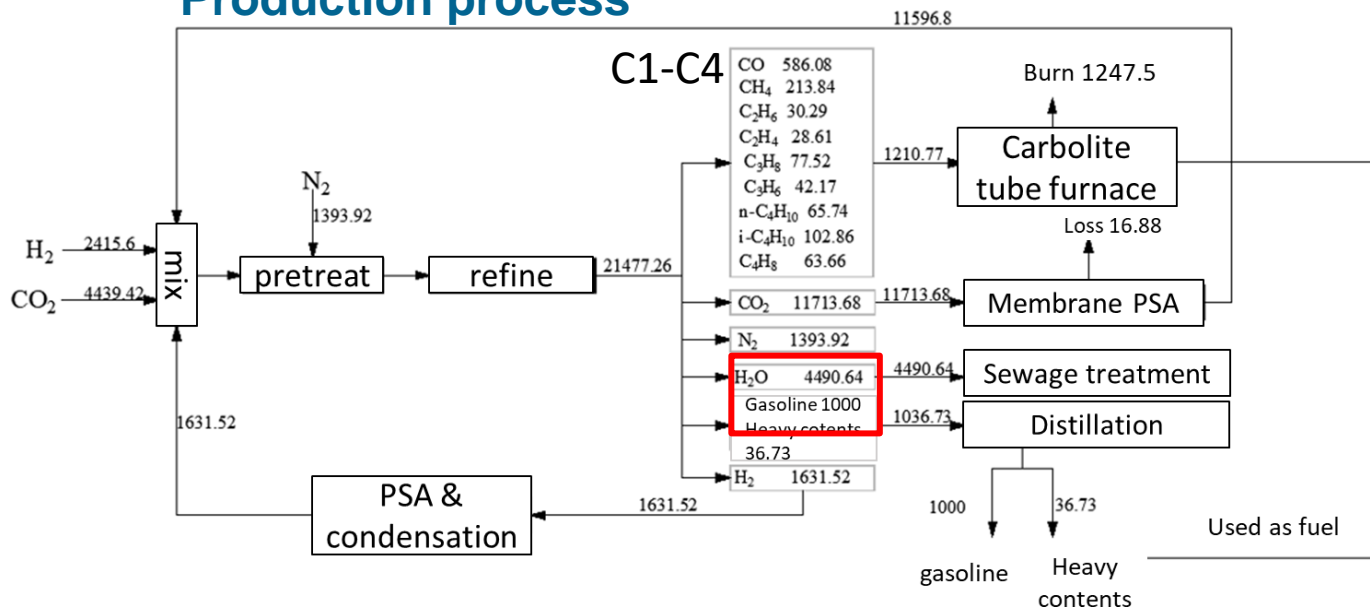 Production process
11596.8
C1-C4
CO 586.08
CH₄ 213.84
C₂H₆ 30.29
C₂H₄ 28.61
C₃H₈ 77.52
C₃H₆ 42.17
n-C₄H₁₀ 65.74
i-C₄H₁₀ 102.86
C₄H₈ 63.66
1210.77
Burn 1247.5
Carbolite
tube furnace
Loss 16.88
N₂
1393.92
H₂
2415.6
CO₂
4439.42
mix
pretreat
refine
21477.26
CO₂ 11713.68
11713.68
Membrane PSA
N₂ 1393.92
H₂O 4490.64
4490.64
Sewage treatment
Gasoline 1000
Heavy cotents
36.73
1036.73
Distillation
H₂ 1631.52
1631.52
PSA &
condensation
1631.52
1000
36.73
gasoline
Heavy
contents
Used as fuel